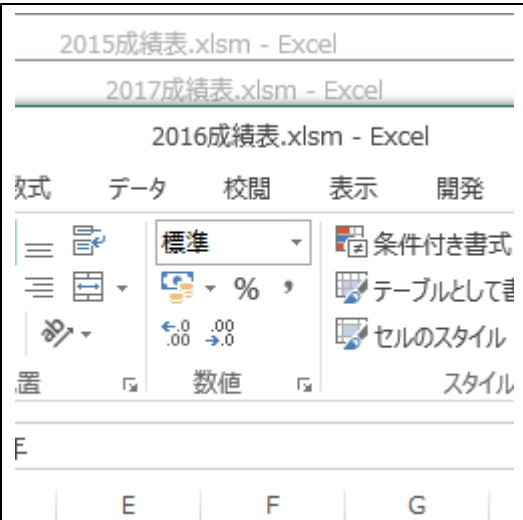 2015成績表.xlsm - Excel
2017成績表.xlsm - Excel
2016成績表.xlsm - Excel
数式 データ 校閲 表示 開発
標準 条件付き書式
% , テーブルとして書
.0 .00 .00 .0 セルのスタイル
置 数値 スタイル
年
E F G